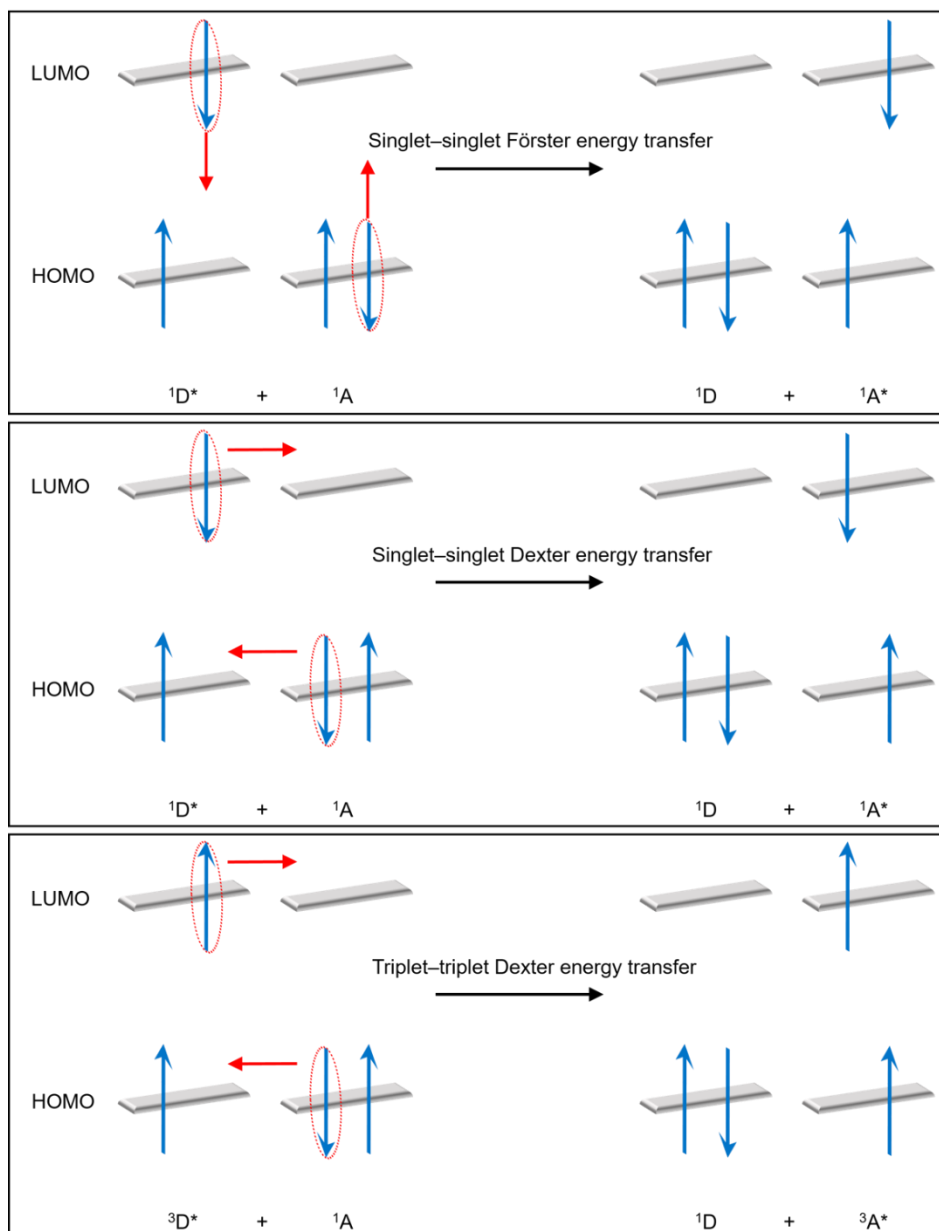 LUMO
Singlet–singlet Förster energy transfer
HOMO
¹D* + ¹A ¹D + ¹A*
LUMO
Singlet–singlet Dexter energy transfer
HOMO
¹D* + ¹A ¹D + ¹A*
LUMO
Triplet–triplet Dexter energy transfer
HOMO
³D* + ¹A ¹D + ³A*